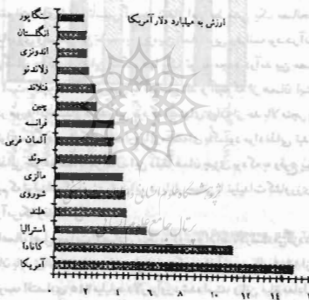 ارزش به میلیارد دلار آمریکا
سنگاپور
انگلستان
اندونزی
زلاندنو
فنلاند
چین
فرانسه
آلمان غربی
سوئد
مالزی
شوروی
هلند
استرالیا
کانادا
آمریکا
۰ ۲ ۴ ۶ ۸ ۱۰ ۱۲ ۱۴